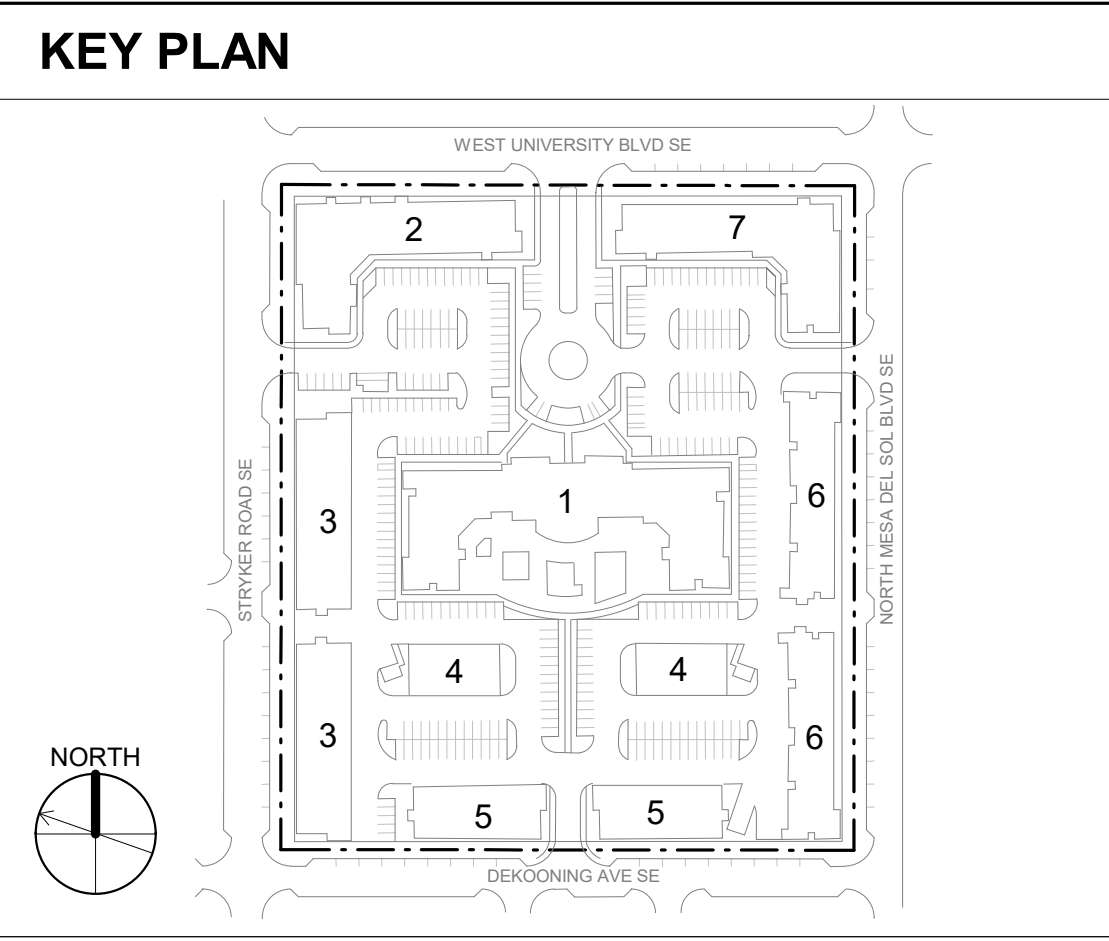 KEY PLAN
WEST UNIVERSITY BLVD SE
2
7
NORTH MESA DEL SOL BLVD SE
STRYKER ROAD SE
1
6
3
4
4
3
6
NORTH
5
5
DEKOONING AVE SE